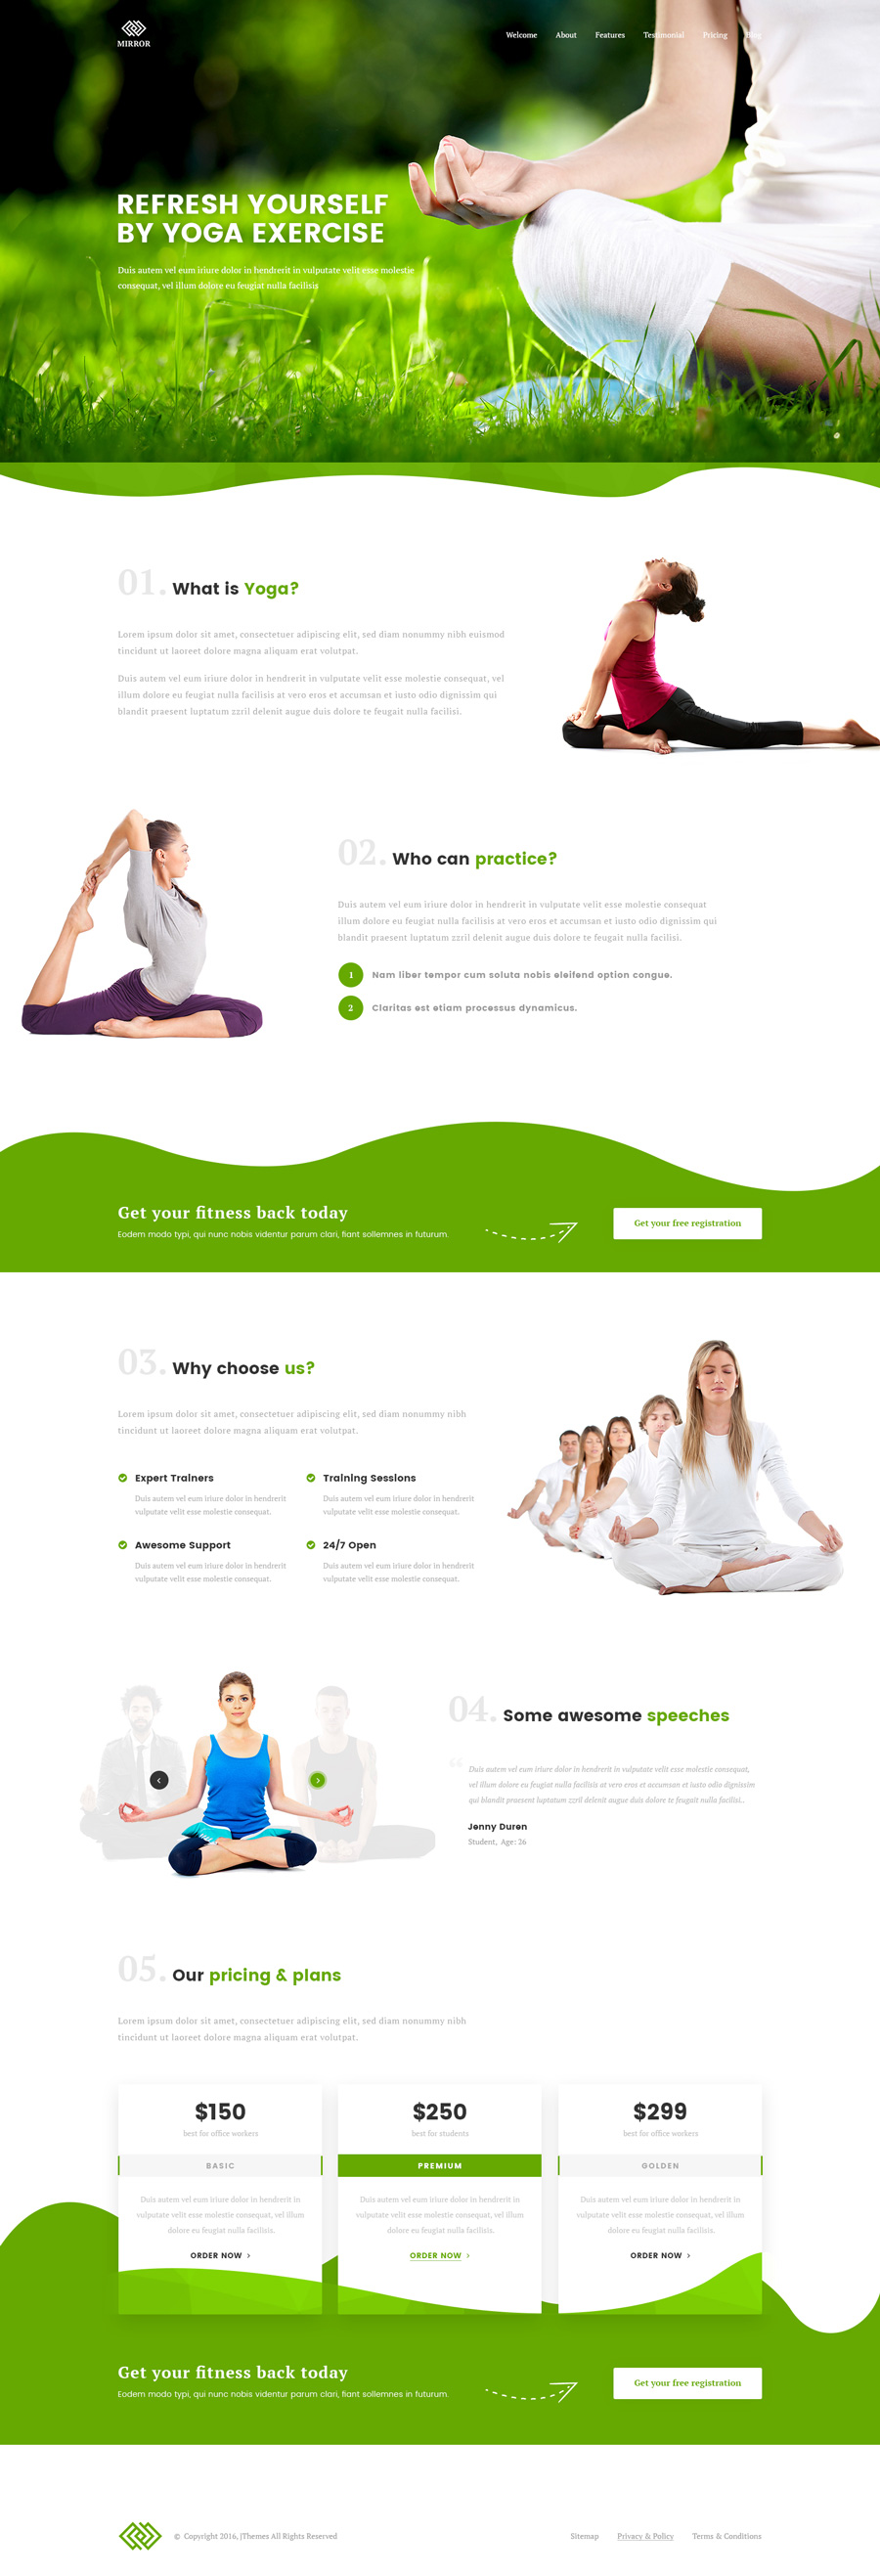 MIRROR
Welcome About Features Testimonial Pricing Blog
REFRESH YOURSELF
BY YOGA EXERCISE
Duis autem vel eum iriure dolor in hendrerit in vulputate velit esse molestie
consequat, vel illum dolore eu feugiat nulla facilisis
01. What is Yoga?
Lorem ipsum dolor sit amet, consectetuer adipiscing elit, sed diam nonummy nibh euismod
tincidunt ut laoreet dolore magna aliquam erat volutpat.
Duis autem vel eum iriure dolor in hendrerit in vulputate velit esse molestie consequat, vel
illum dolore eu feugiat nulla facilisis at vero eros et accumsan et iusto odio dignissim qui
blandit praesent luptatum zzril delenit augue duis dolore te feugait nulla facilisi.
02. Who can practice?
Duis autem vel eum iriure dolor in hendrerit in vulputate velit esse molestie consequat
illum dolore eu feugiat nulla facilisis at vero eros et accumsan et iusto odio dignissim qui
blandit praesent luptatum zzril delenit augue duis dolore te feugait nulla facilisi.
1 Nam liber tempor cum soluta nobis eleifend option congue.
2 Claritas est etiam processus dynamicus.
Get your fitness back today
Eodem modo typi, qui nunc nobis videntur parum clari, fiant sollemnes in futurum.
Get your free registration
03. Why choose us?
Lorem ipsum dolor sit amet, consectetuer adipiscing elit, sed diam nonummy nibh
tincidunt ut laoreet dolore magna aliquam erat volutpat.
Expert Trainers
Duis autem vel eum iriure dolor in hendrerit
vulputate velit esse molestie consequat.
Training Sessions
Duis autem vel eum iriure dolor in hendrerit
vulputate velit esse molestie consequat.
Awesome Support
Duis autem vel eum iriure dolor in hendrerit
vulputate velit esse molestie consequat.
24/7 Open
Duis autem vel eum iriure dolor in hendrerit
vulputate velit esse molestie consequat.
04. Some awesome speeches
“ Duis autem vel eum iriure dolor in hendrerit in vulputate velit esse molestie consequat,
vel illum dolore eu feugiat nulla facilisis at vero eros et accumsan et iusto odio dignissim
qui blandit praesent luptatum zzril delenit augue duis dolore te feugait nulla facilisi..
Jenny Duren
Student, Age: 26
05. Our pricing & plans
Lorem ipsum dolor sit amet, consectetuer adipiscing elit, sed diam nonummy nibh
tincidunt ut laoreet dolore magna aliquam erat volutpat.
$150
best for office workers
BASIC
Duis autem vel eum iriure dolor in hendrerit in
vulputate velit esse molestie consequat, vel illum
dolore eu feugiat nulla facilisis.
ORDER NOW >
$250
best for students
PREMIUM
Duis autem vel eum iriure dolor in hendrerit in
vulputate velit esse molestie consequat, vel illum
dolore eu feugiat nulla facilisis.
ORDER NOW >
$299
best for office workers
GOLDEN
Duis autem vel eum iriure dolor in hendrerit in
vulputate velit esse molestie consequat, vel illum
dolore eu feugiat nulla facilisis.
ORDER NOW >
Get your fitness back today
Eodem modo typi, qui nunc nobis videntur parum clari, fiant sollemnes in futurum.
Get your free registration
© Copyright 2016, jThemes All Rights Reserved
Sitemap Privacy & Policy Terms & Conditions